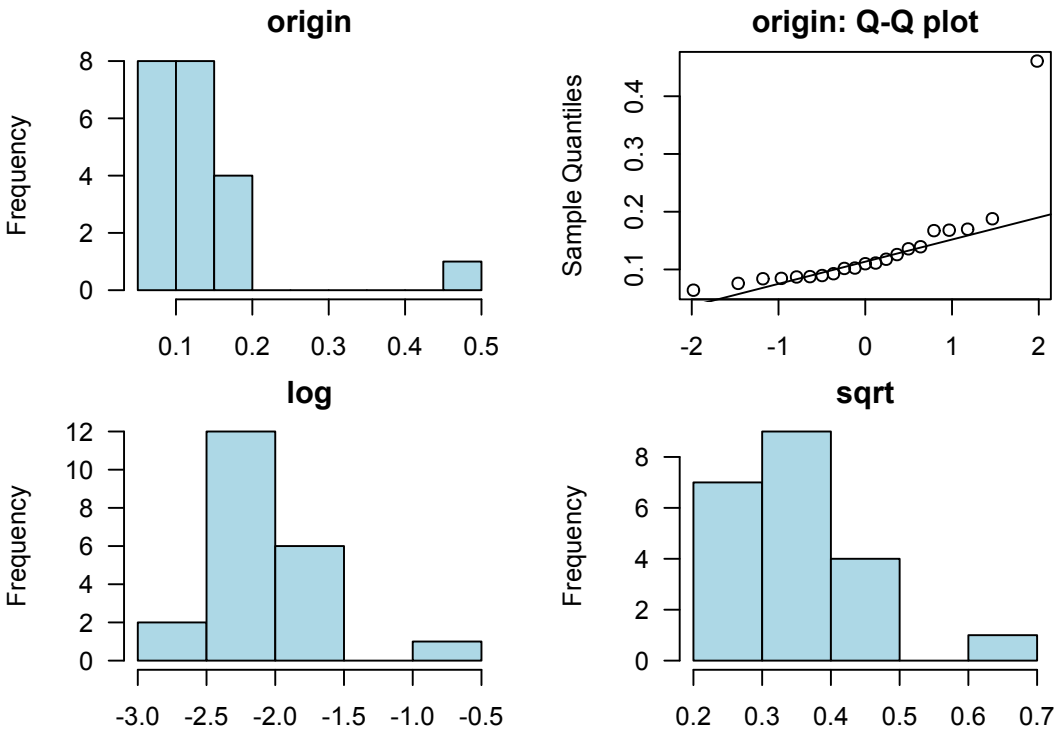 origin
Frequency
0 2 4 6 8
0.1 0.2 0.3 0.4 0.5
origin: Q-Q plot
Sample Quantiles
0.1 0.2 0.3 0.4
-2 -1 0 1 2
log
Frequency
0 2 4 6 8 10 12
-3.0 -2.5 -2.0 -1.5 -1.0 -0.5
sqrt
Frequency
0 2 4 6 8
0.2 0.3 0.4 0.5 0.6 0.7